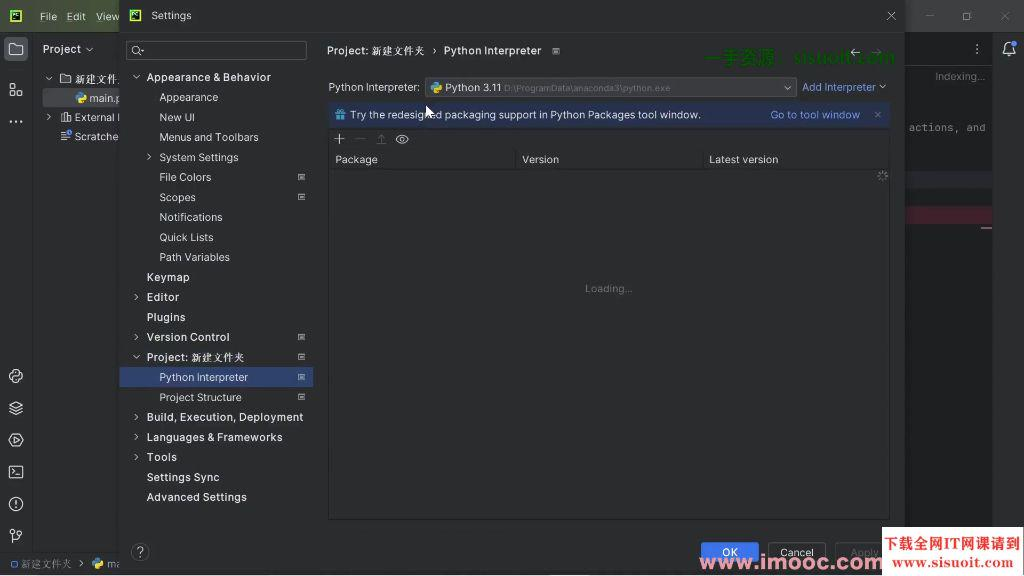 File Edit View
Settings
Project
Project: 新建文件夹 › Python Interpreter
一手资源：sisuoit.com
新建文件
Appearance & Behavior
Python Interpreter: Python 3.11 D:\ProgramData\anaconda3\python.exe
Add Interpreter
Indexing...
main.p
Appearance
External
New UI
Try the redesigned packaging support in Python Packages tool window.
Go to tool window
actions, and
Scratche
Menus and Toolbars
System Settings
Package Version Latest version
File Colors
Scopes
Notifications
Quick Lists
Path Variables
Keymap
Loading...
Editor
Plugins
Version Control
Project: 新建文件夹
Python Interpreter
Project Structure
Build, Execution, Deployment
Languages & Frameworks
Tools
Settings Sync
Advanced Settings
?
OK
Cancel
Apply
新建文件夹 › ma
www.imooc.com
下载全网IT网课请到
www.sisuoit.com